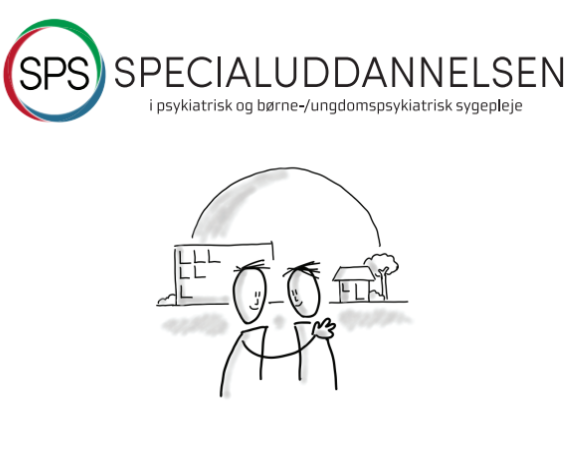 SPS SPECIALUDDANNELSEN
i psykiatrisk og børne-/ungdomspsykiatrisk sygepleje